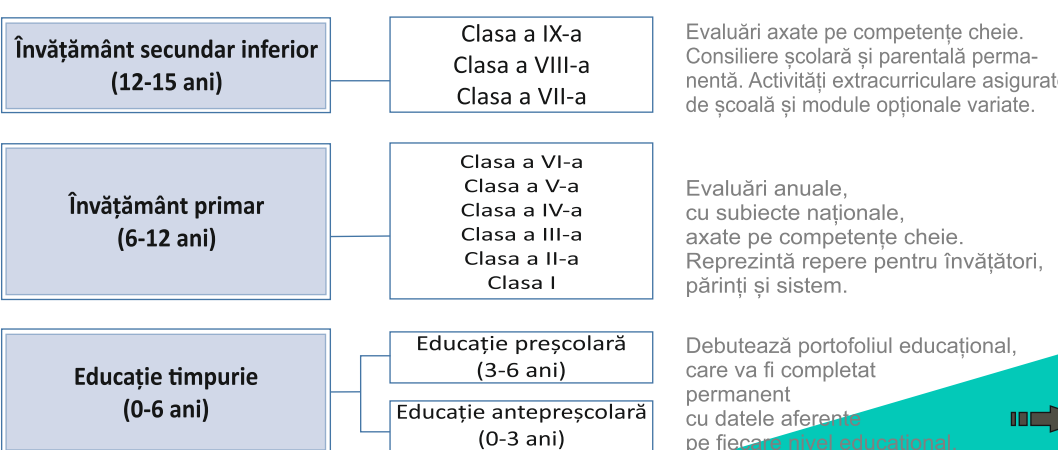 Învățământ secundar inferior
(12-15 ani)
Clasa a IX-a
Clasa a VIII-a
Clasa a VII-a
Evaluări axate pe competențe cheie.
Consiliere școlară și parentală perma-
nentă. Activități extracurriculare asigurate
de școală și module opționale variate.
Învățământ primar
(6-12 ani)
Clasa a VI-a
Clasa a V-a
Clasa a IV-a
Clasa a III-a
Clasa a II-a
Clasa I
Evaluări anuale,
cu subiecte naționale,
axate pe competențe cheie.
Reprezintă repere pentru învățători,
părinți și sistem.
Educație timpurie
(0-6 ani)
Educație preșcolară
(3-6 ani)
Educație antepreșcolară
(0-3 ani)
Debutează portofoliul educațional,
care va fi completat
permanent
cu datele aferente
pe fiecare nivel educațional.